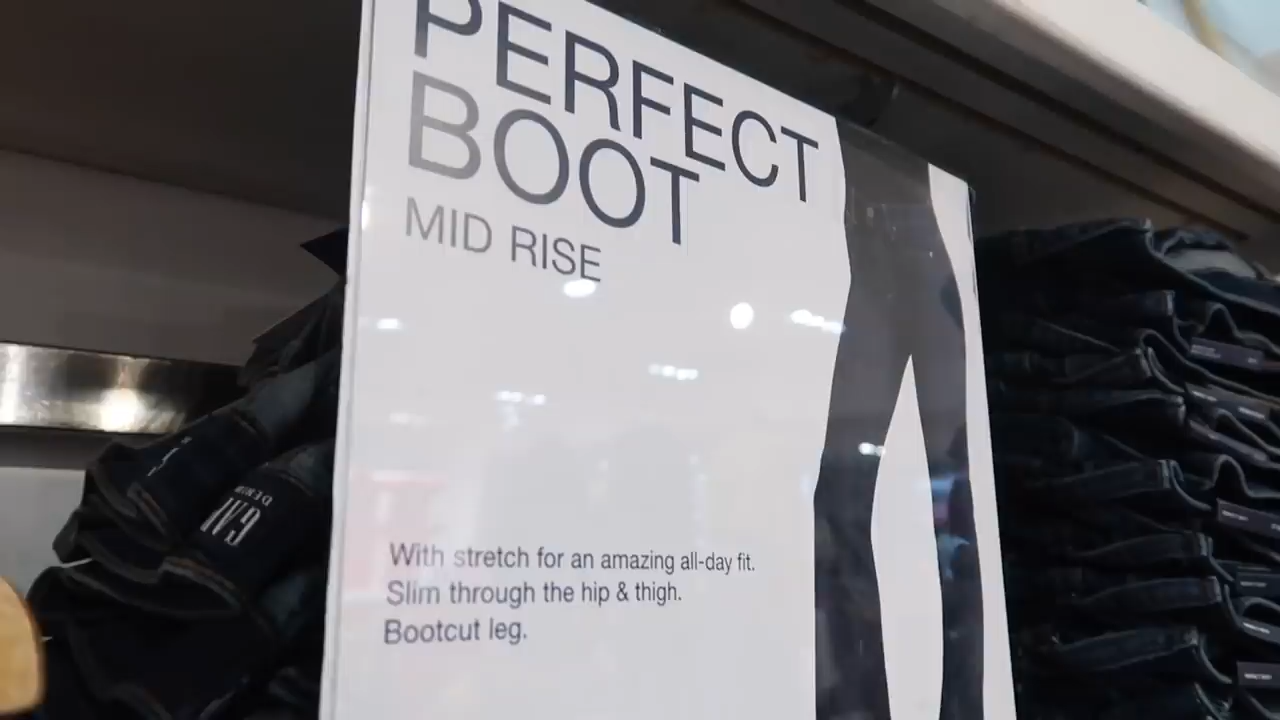 PERFECT
BOOT
MID RISE
With stretch for an amazing all-day fit.
Slim through the hip & thigh.
Bootcut leg.
GAP
DENIM